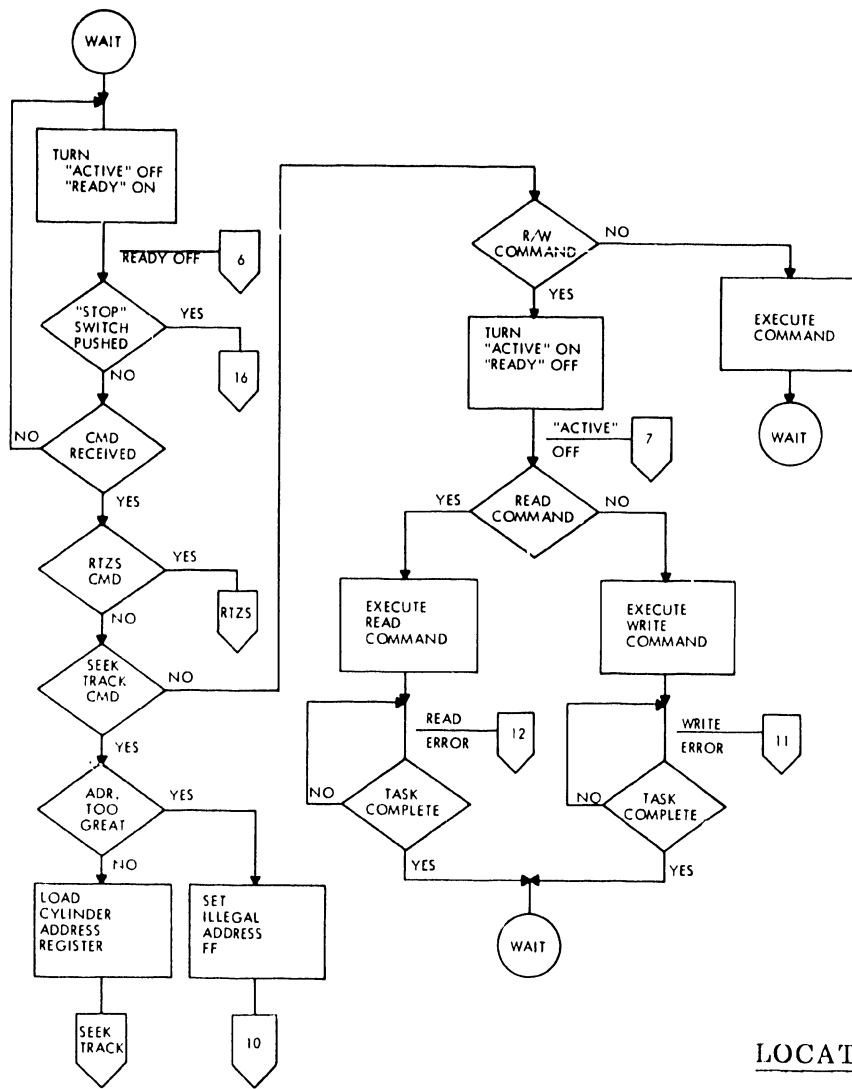 WAIT
TURN
"ACTIVE" OFF
"READY" ON
READY OFF
6
"STOP"
SWITCH
PUSHED
YES
16
NO
CMD
RECEIVED
NO
YES
RTZS
CMD
YES
RTZS
NO
SEEK
TRACK
CMD
NO
YES
ADR.
TOO
GREAT
YES
NO
LOAD
CYLINDER
ADDRESS
REGISTER
SET
ILLEGAL
ADDRESS
FF
SEEK
TRACK
10
R/W
COMMAND
NO
YES
EXECUTE
COMMAND
WAIT
TURN
"ACTIVE" ON
"READY" OFF
"ACTIVE"
OFF
7
READ
COMMAND
YES
NO
EXECUTE
READ
COMMAND
EXECUTE
WRITE
COMMAND
READ
ERROR
12
WRITE
ERROR
11
TASK
COMPLETE
NO
YES
TASK
COMPLETE
NO
YES
WAIT
LOCAT